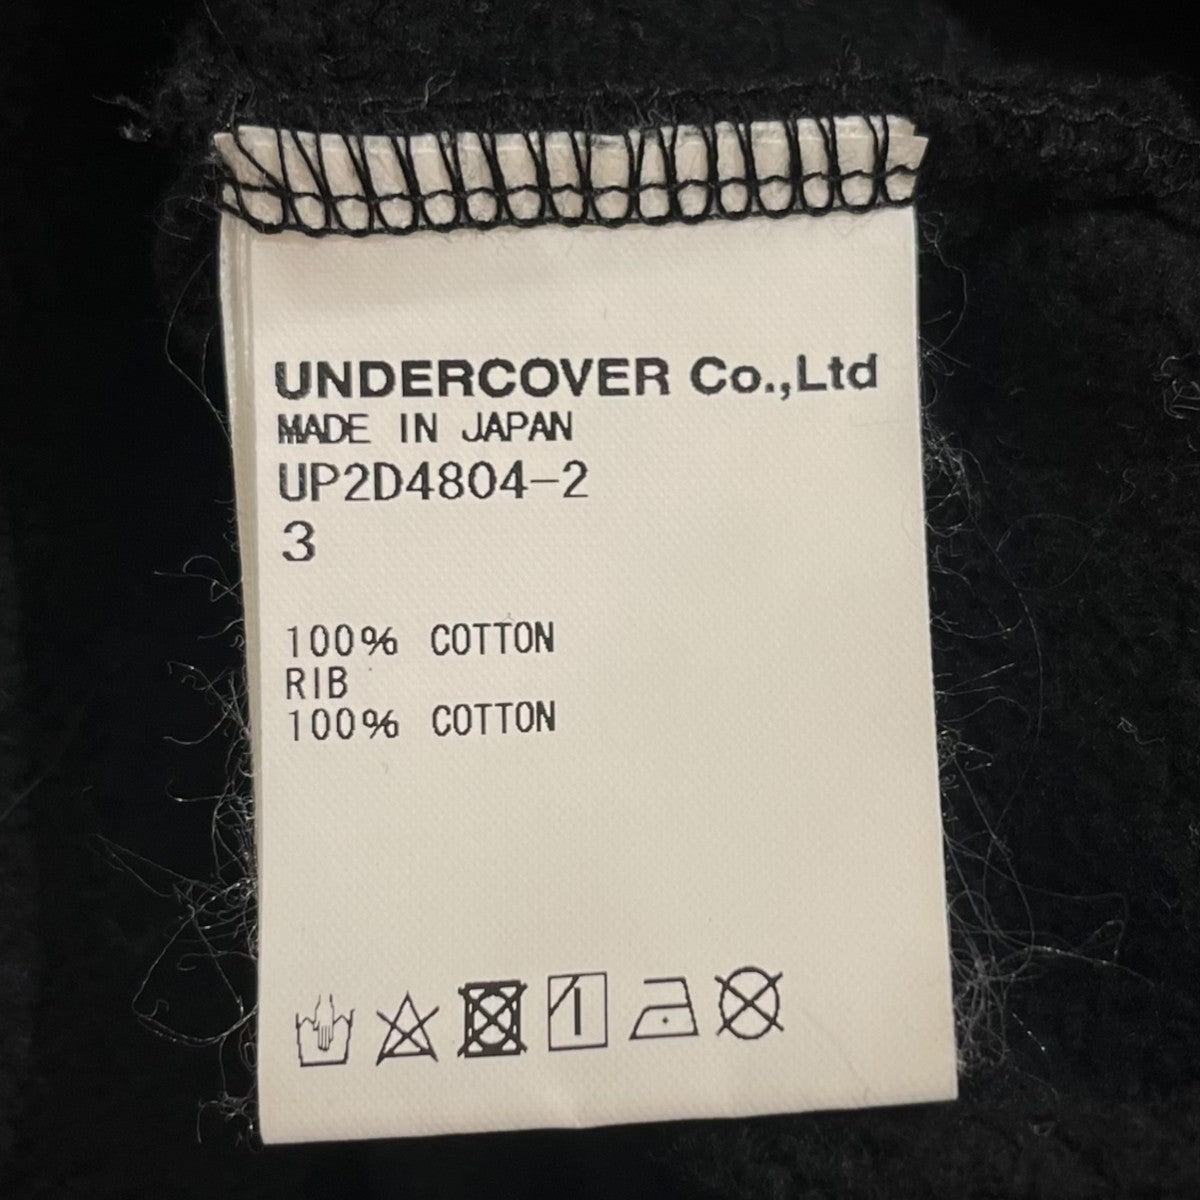 UNDERCOVER Co.,Ltd
MADE IN JAPAN
UP2D4804-2
3
100% COTTON
RIB
100% COTTON